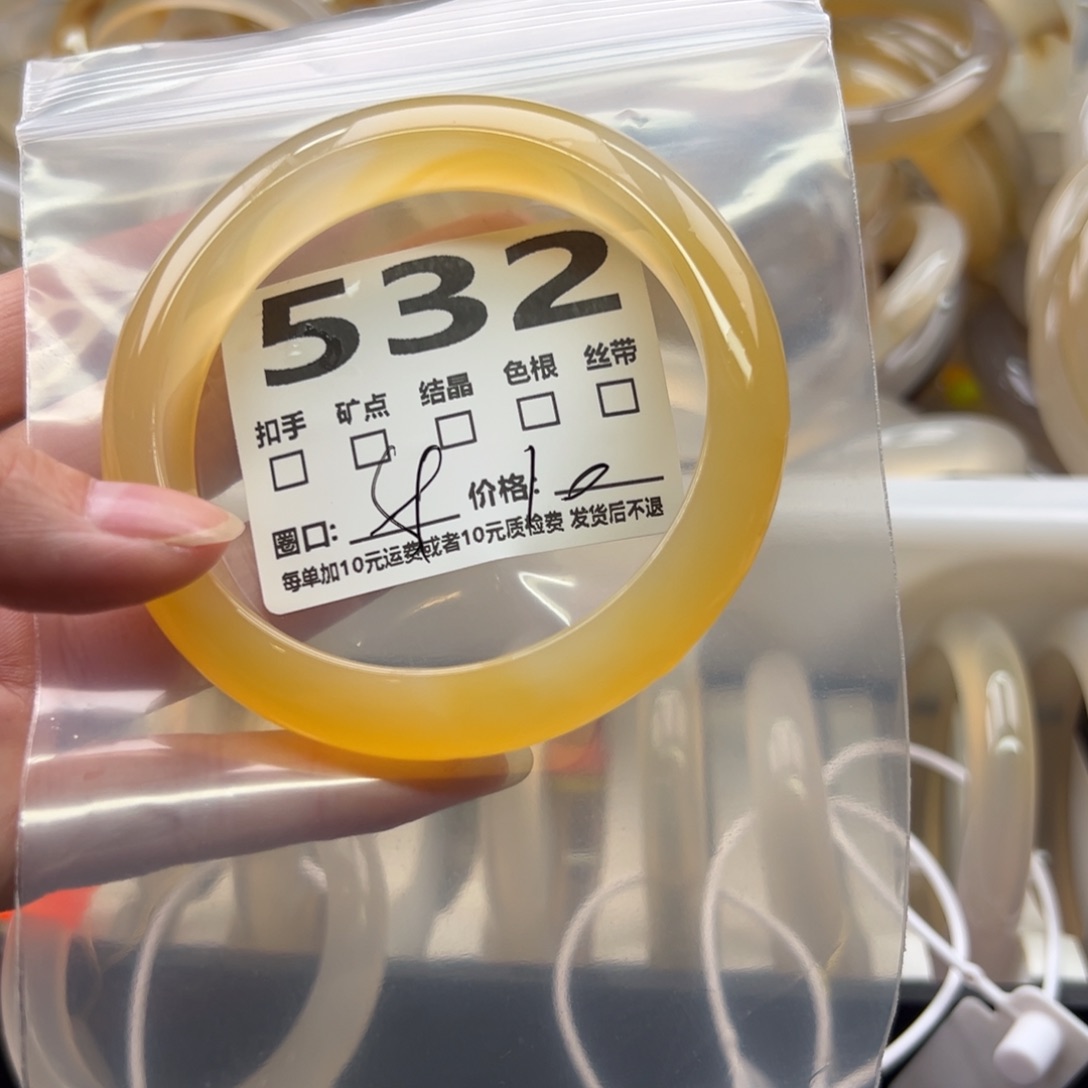 532
扣手 矿点 结晶 色根 丝带
圈口: 价格:
每单加10元运费或者10元质检费 发货后不退